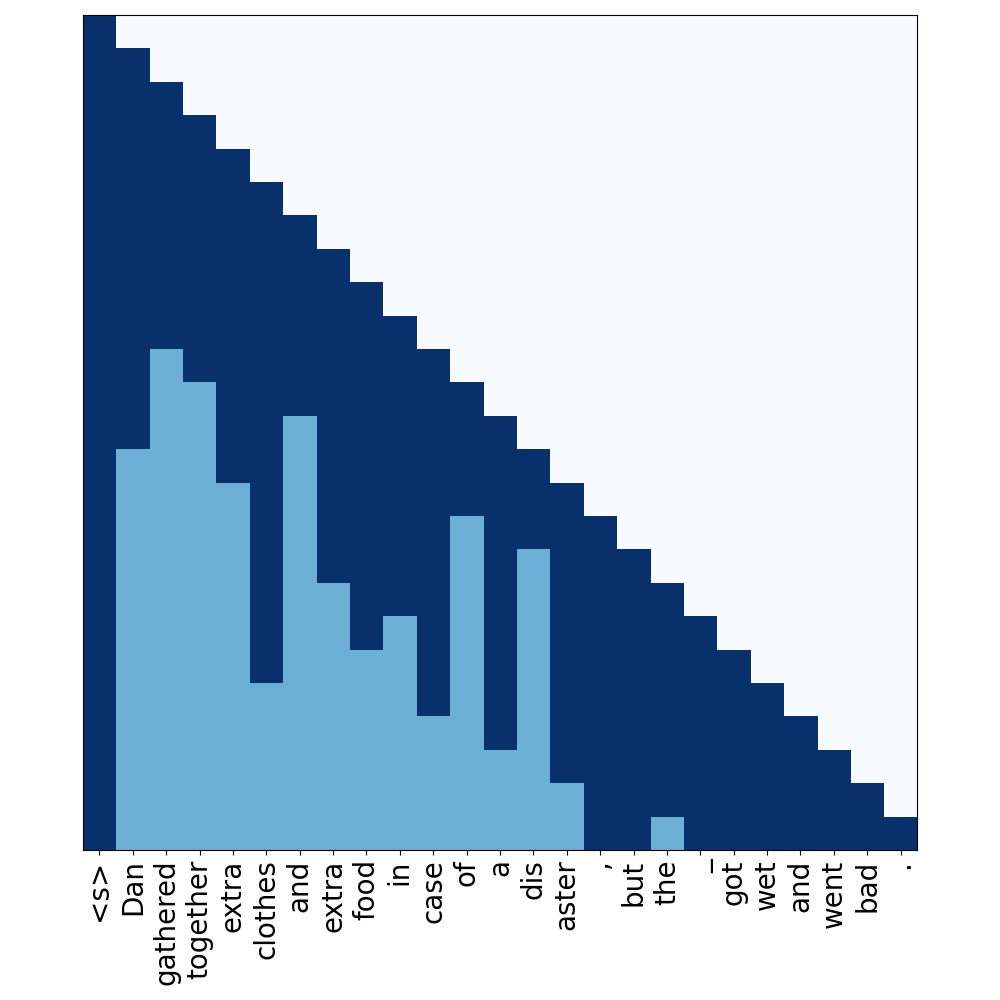 <s>
Dan
gathered
together
extra
clothes
and
extra
food
in
case
of
a
dis
aster
,
but
the
_
got
wet
and
went
bad
.